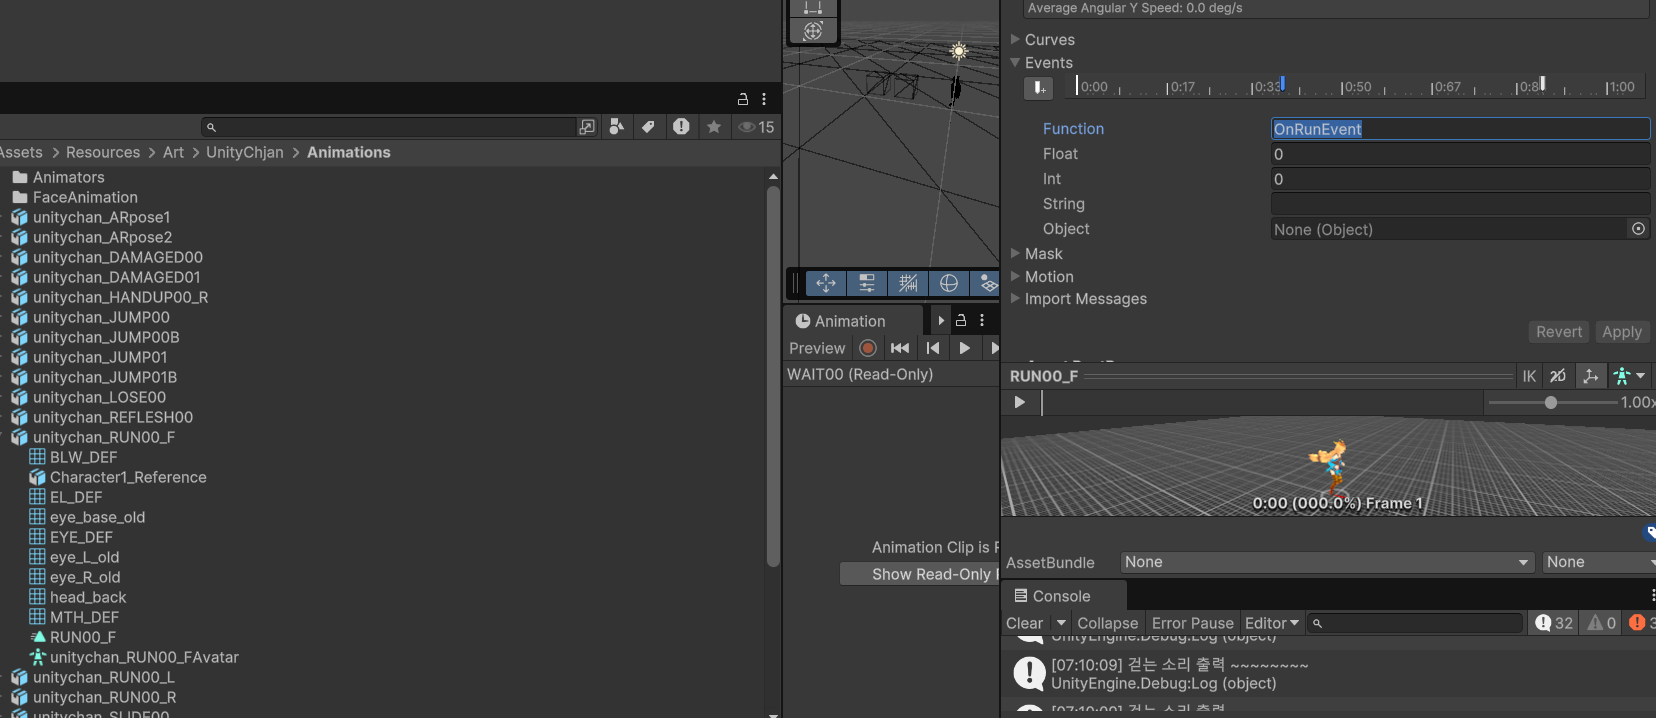 Average Angular Y Speed: 0.0 deg/s
Curves
Events
0:00 0:17 0:33 0:50 0:67 0:8 1:00
Function OnRunEvent
Float 0
Int 0
String
Object None (Object)
Mask
Motion
Import Messages
Revert Apply
RUN00_F IK 2D
1.00x
0:00 (000.0%) Frame 1
AssetBundle None None
Console
Clear Collapse Error Pause Editor 32 0 3
UnityEngine.Debug:Log (object)
[07:10:09] 걷는 소리 출력 ~~~~~~~~
UnityEngine.Debug:Log (object)
[07:10:09] 걷는 소리 출력
15
Assets > Resources > Art > UnityChjan > Animations
Animators
FaceAnimation
unitychan_ARpose1
unitychan_ARpose2
unitychan_DAMAGED00
unitychan_DAMAGED01
unitychan_HANDUP00_R
unitychan_JUMP00
unitychan_JUMP00B
unitychan_JUMP01
unitychan_JUMP01B
unitychan_LOSE00
unitychan_REFLESH00
unitychan_RUN00_F
BLW_DEF
Character1_Reference
EL_DEF
eye_base_old
EYE_DEF
eye_L_old
eye_R_old
head_back
MTH_DEF
RUN00_F
unitychan_RUN00_FAvatar
unitychan_RUN00_L
unitychan_RUN00_R
unitychan_SLIDE00
Animation
Preview
WAIT00 (Read-Only)
Animation Clip is
Show Read-Only